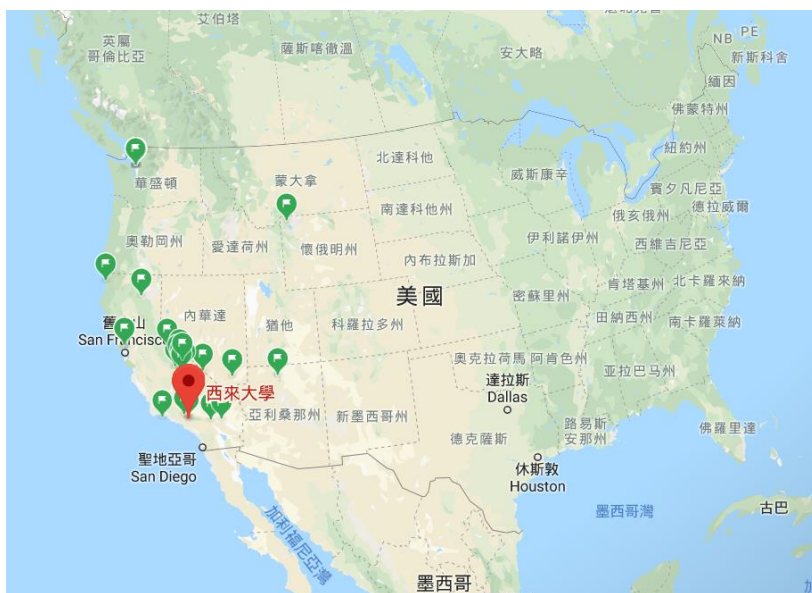 艾伯塔
英屬
哥倫比亞
薩斯喀徹溫
安大略
NB
PE
新斯科舍
緬因
佛蒙特州
紐約州
華盛頓
蒙大拿
北達科他
威斯康辛
賓夕凡尼亞
德拉威爾
南達科他州
俄亥俄州
奧勒岡州
愛達荷州
懷俄明州
伊利諾伊州
西維吉尼亞
內布拉斯加
美國
密蘇里州
肯塔基州
北卡羅來納
內華達
猶他
科羅拉多州
田納西州
南卡羅萊納
山
San Francisco
奧克拉荷馬
阿肯色州
亞拉巴馬州
西來大學
亞利桑那州
新墨西哥州
達拉斯
Dallas
德克薩斯
路易斯
安那州
佛羅里達
聖地亞哥
San Diego
休斯敦
Houston
墨西哥灣
古巴
加利福尼亞灣
墨西哥